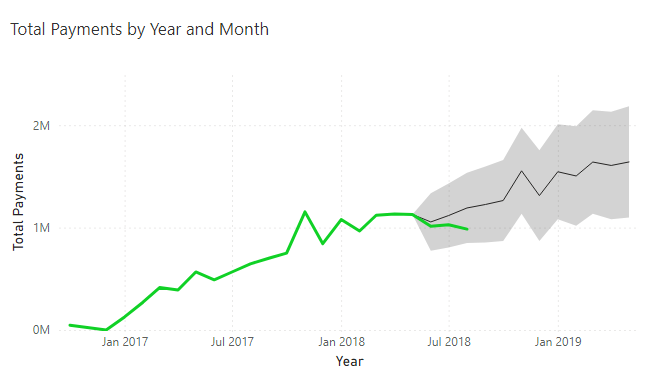 Total Payments by Year and Month
2M
1M
0M
Total Payments
Jan 2017
Jul 2017
Jan 2018
Jul 2018
Jan 2019
Year